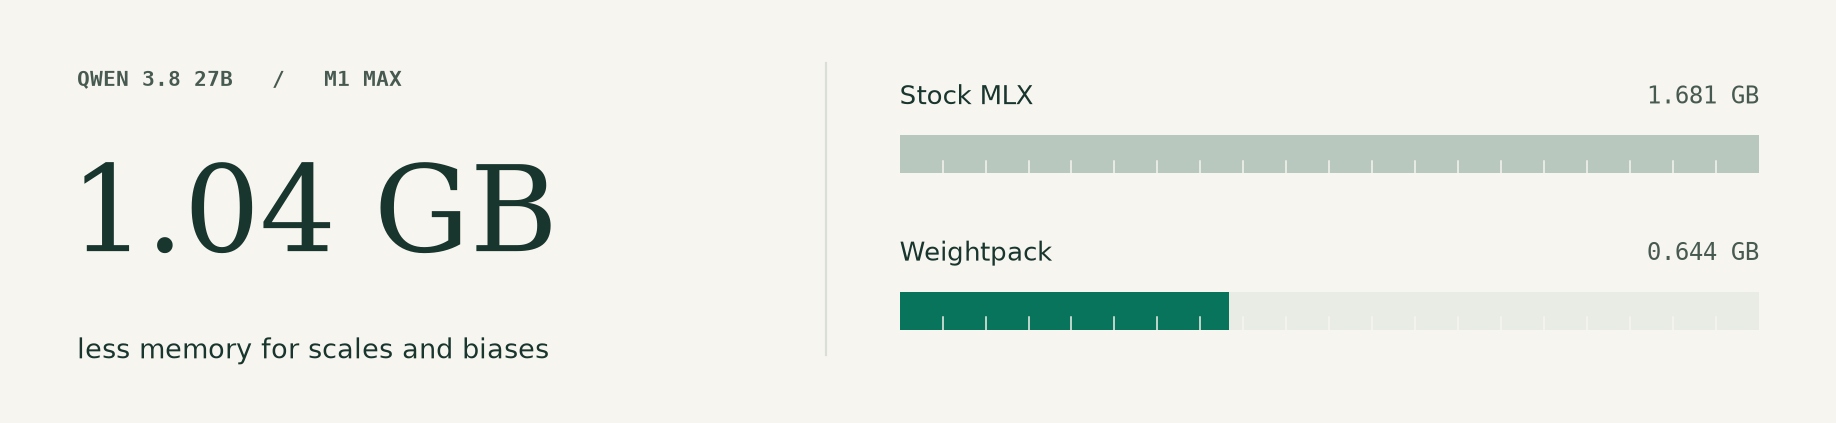 QWEN 3.8 27B / M1 MAX
1.04 GB
less memory for scales and biases
Stock MLX 1.681 GB
Weightpack 0.644 GB